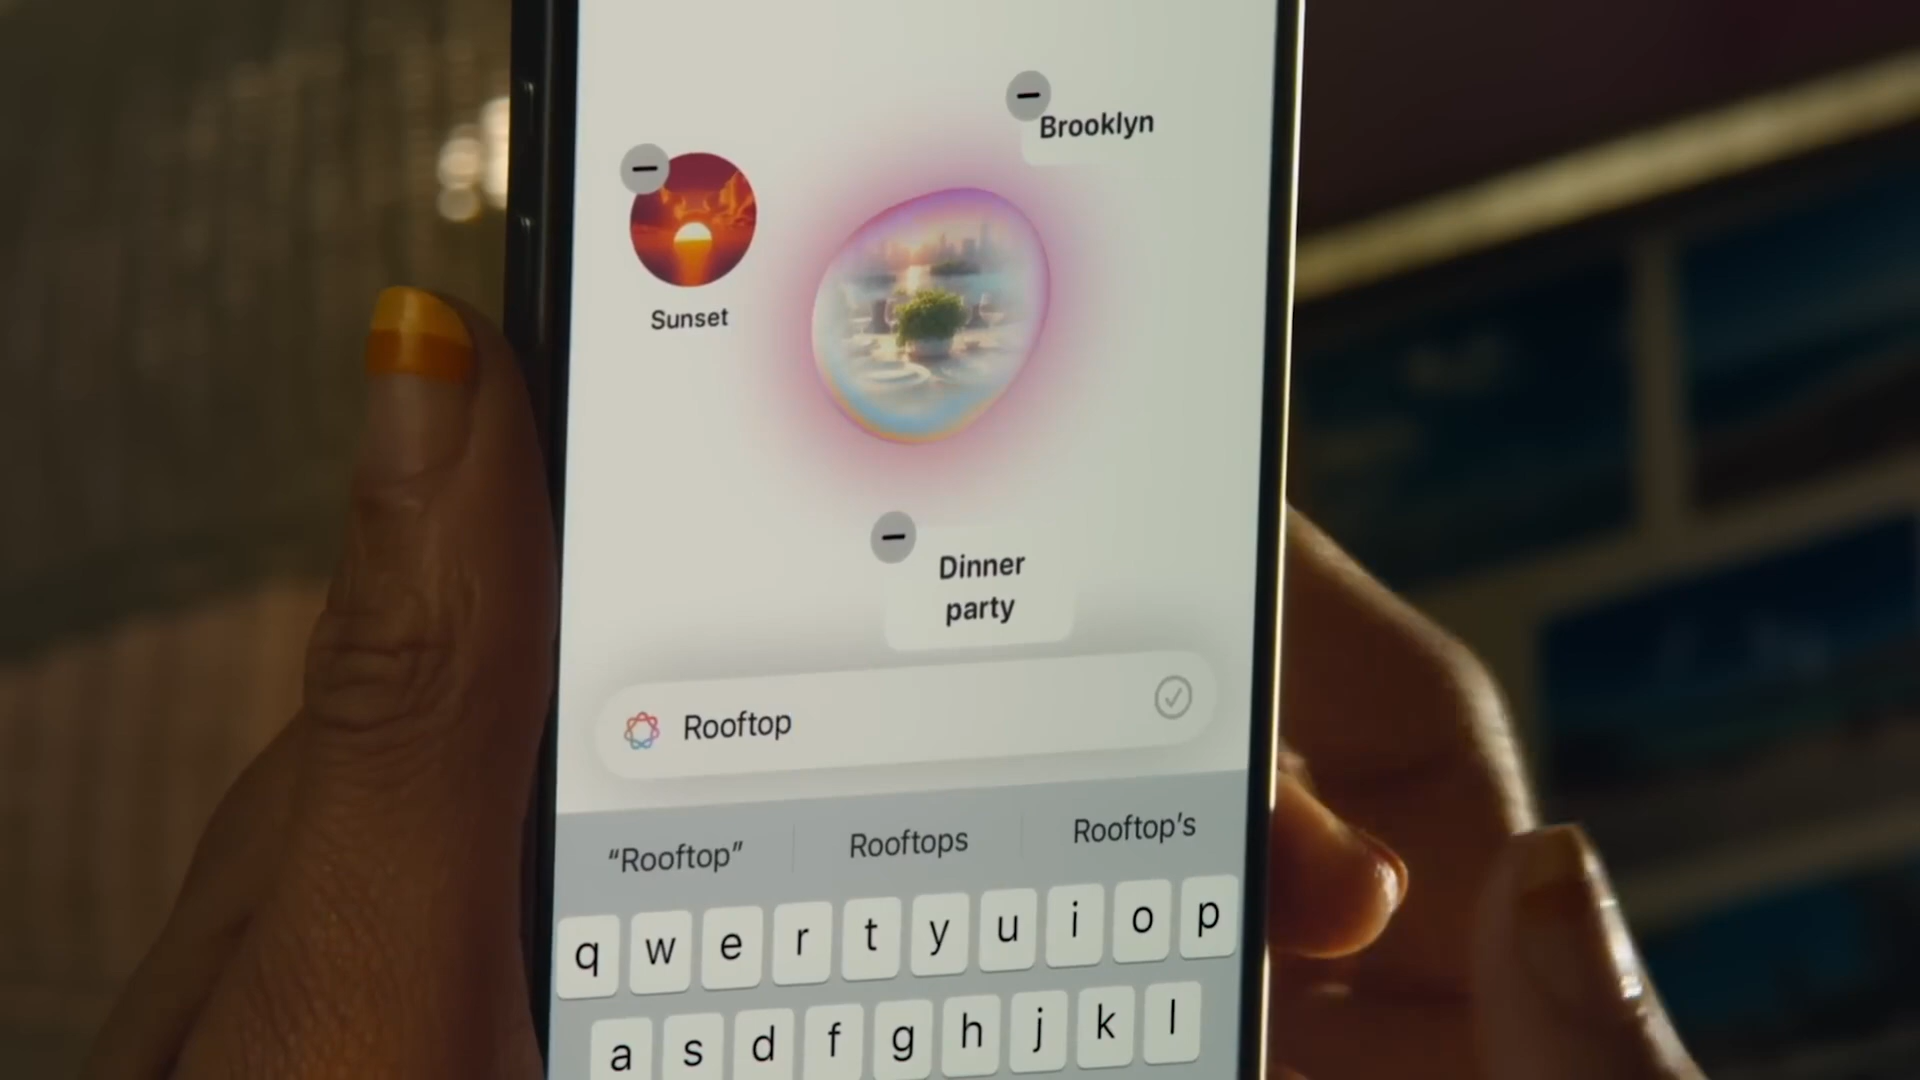 Brooklyn
Sunset
Dinner
party
Rooftop
“Rooftop” Rooftops Rooftop’s
q w e r t y u i o p
a s d f g h j k l